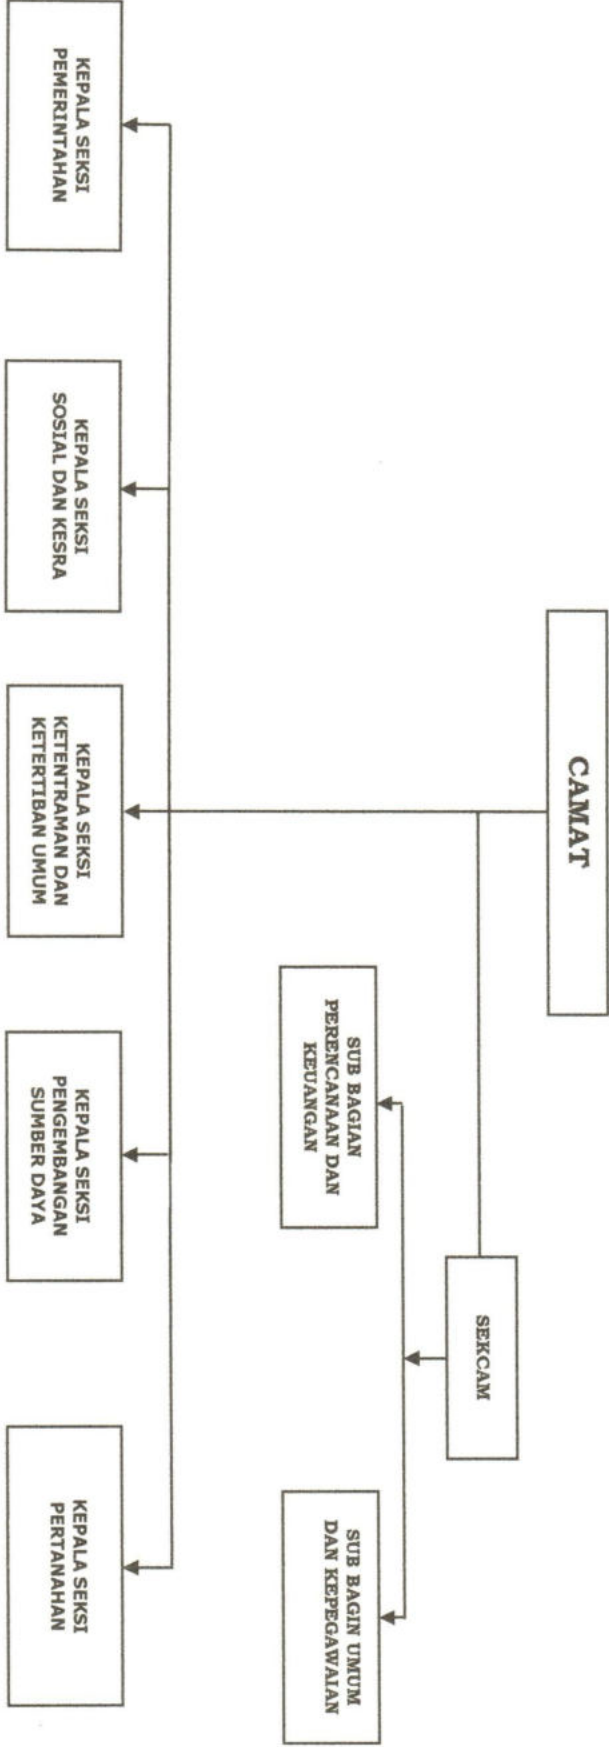 CAMAT
SEKCAM
SUB BAGIAN
PERENCANAAN DAN
KEUANGAN
SUB BAGIN UMUM
DAN KEPEGAWAIAN
KEPALA SEKSI
PEMERINTAHAN
KEPALA SEKSI
SOSIAL DAN KESRA
KEPALA SEKSI
KETENTRAMAN DAN
KETERTIBAN UMUM
KEPALA SEKSI
PENGEMBANGAN
SUMBER DAYA
KEPALA SEKSI
PERTANAHAN